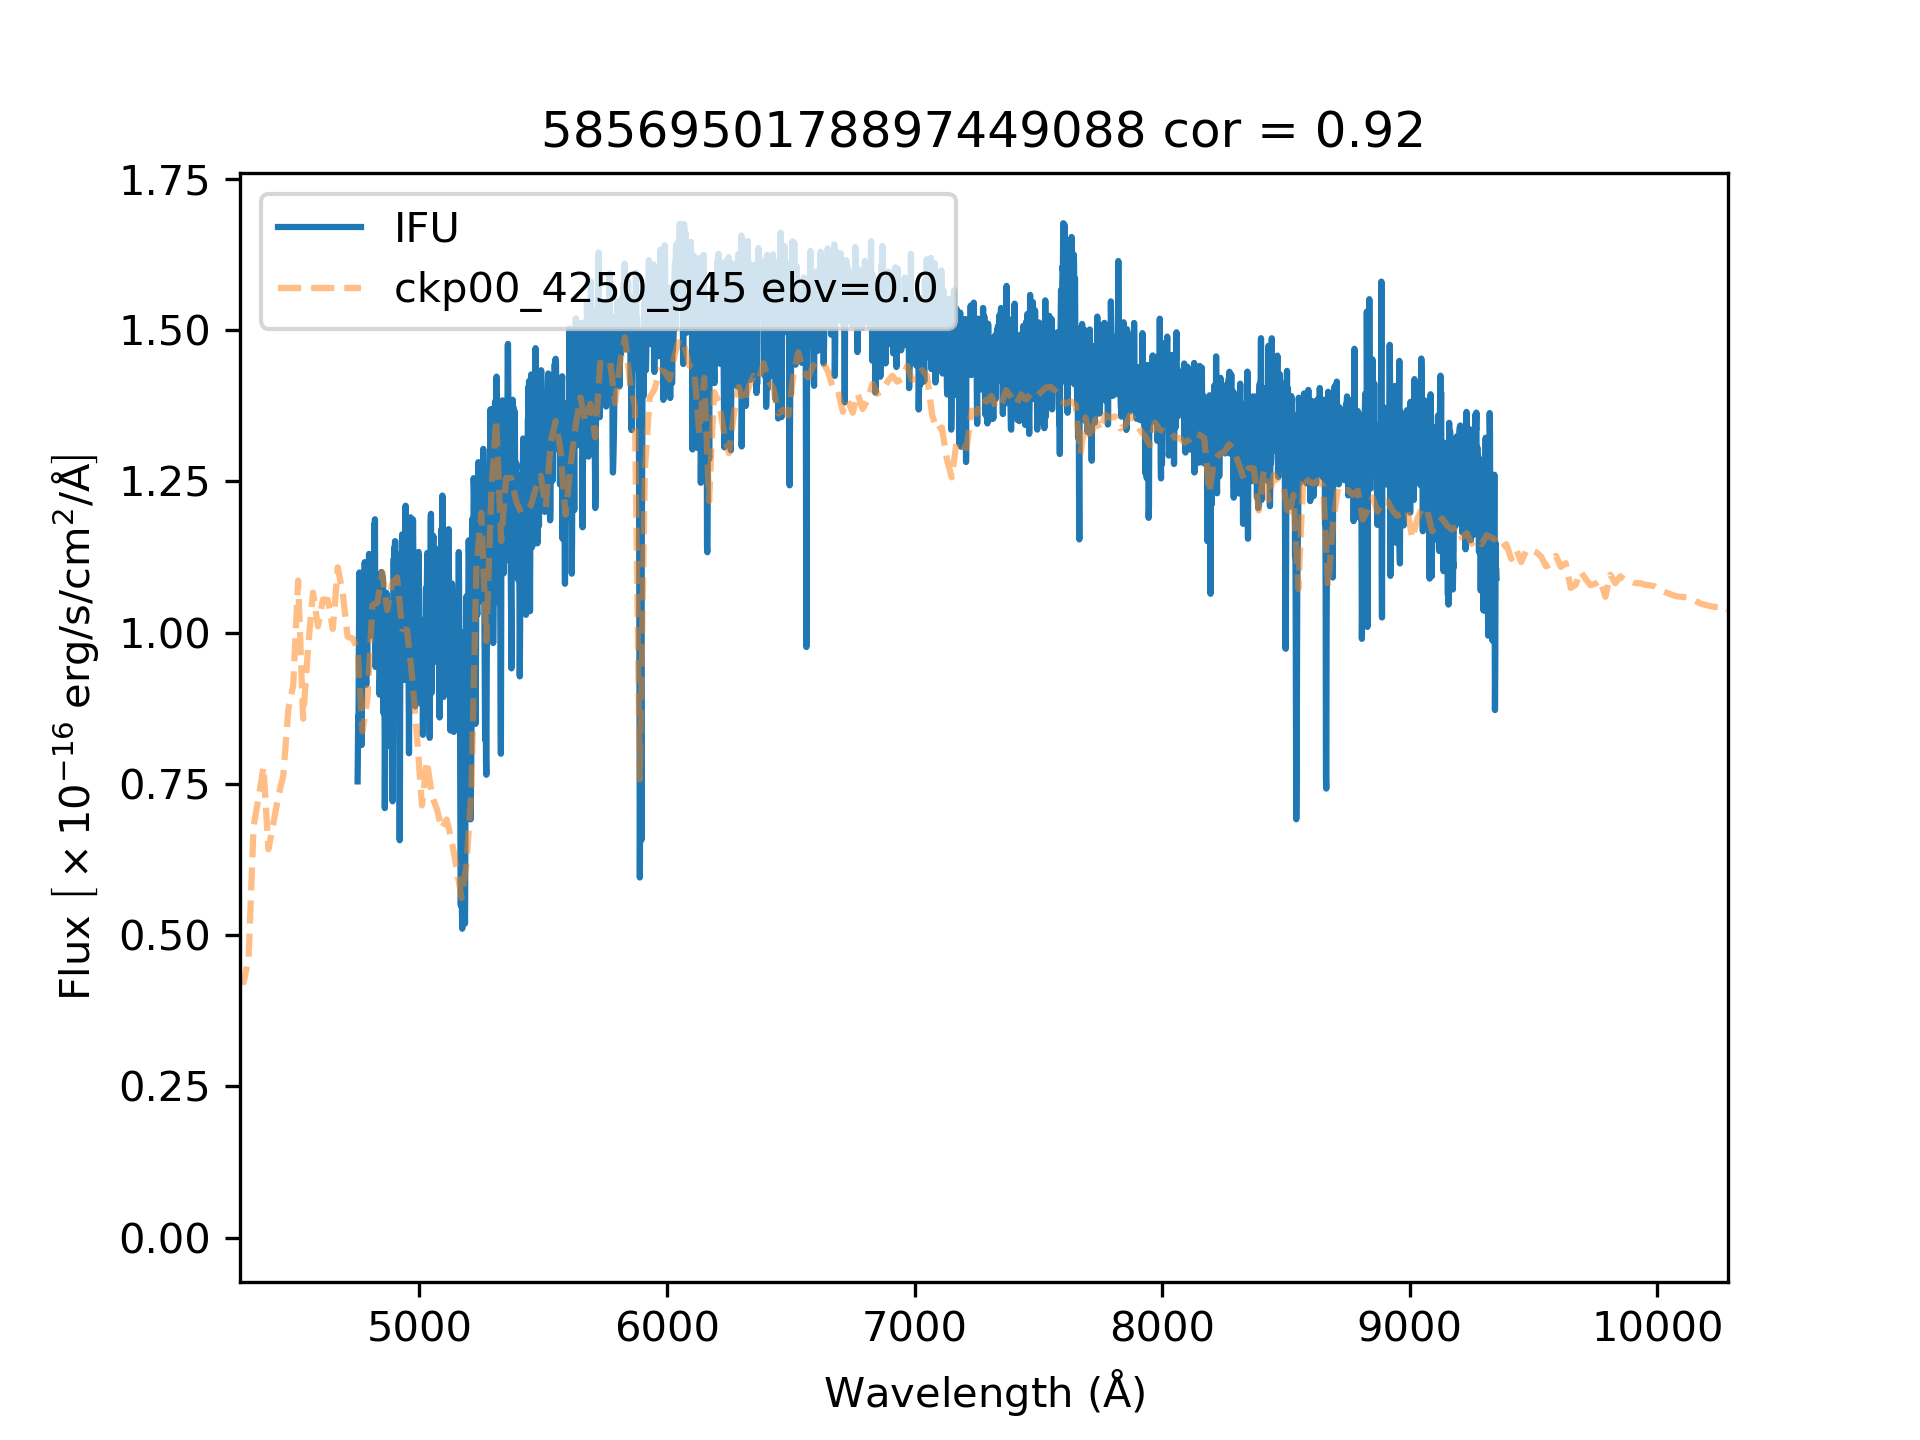 5856950178897449088 cor = 0.92
IFU
ckp00_4250_g45 ebv=0.0
1.75
1.50
1.25
1.00
0.75
0.50
0.25
0.00
Flux [×10⁻¹⁶ erg/s/cm²/Å]
5000 6000 7000 8000 9000 10000
Wavelength (Å)